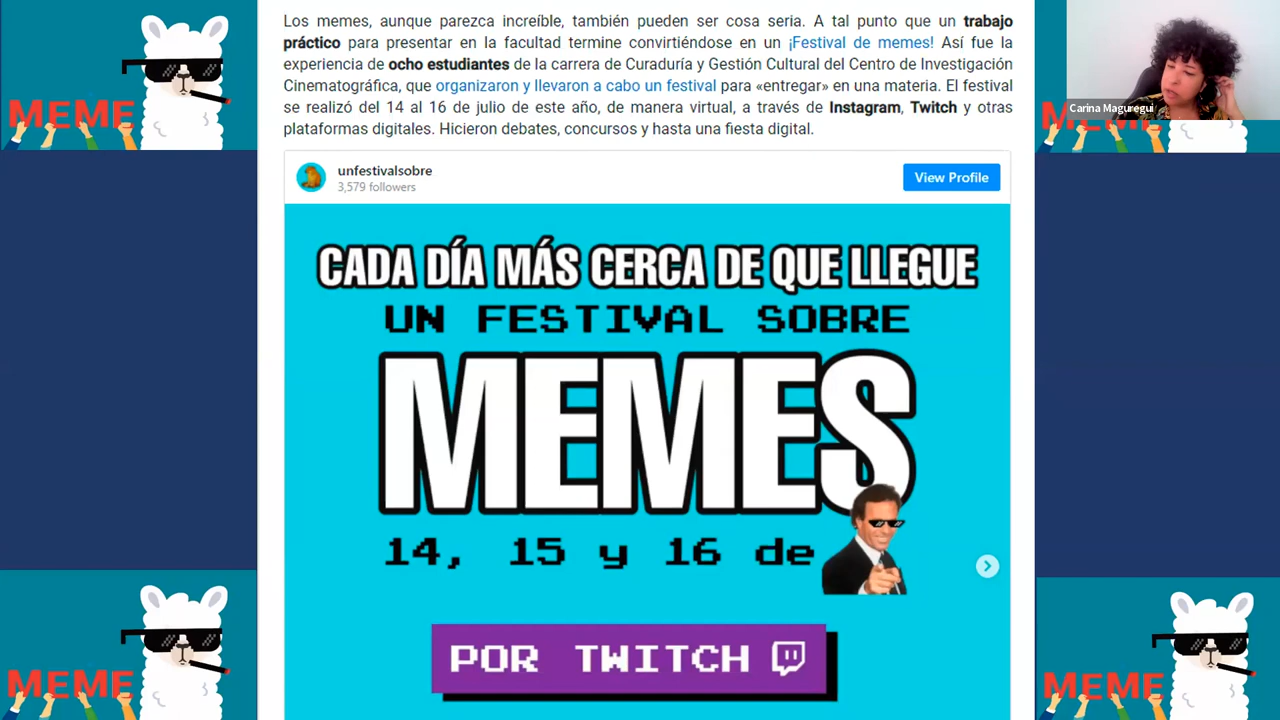 Los memes, aunque parezca increíble, también pueden ser cosa seria. A tal punto que un trabajo
práctico para presentar en la facultad termine convirtiéndose en un ¡Festival de memes! Así fue la
experiencia de ocho estudiantes de la carrera de Curaduría y Gestión Cultural del Centro de Investigación
Cinematográfica, que organizaron y llevaron a cabo un festival para «entregar» en una materia. El festival
se realizó del 14 al 16 de julio de este año, de manera virtual, a través de Instagram, Twitch y otras
plataformas digitales. Hicieron debates, concursos y hasta una fiesta digital.
unfestivalsobre
3,579 followers
View Profile
CADA DÍA MÁS CERCA DE QUE LLEGUE
UN FESTIVAL SOBRE
MEMES
14, 15 y 16 de
POR TWITCH
MEME
Carina Maguregui
MEME
MEME
MEME